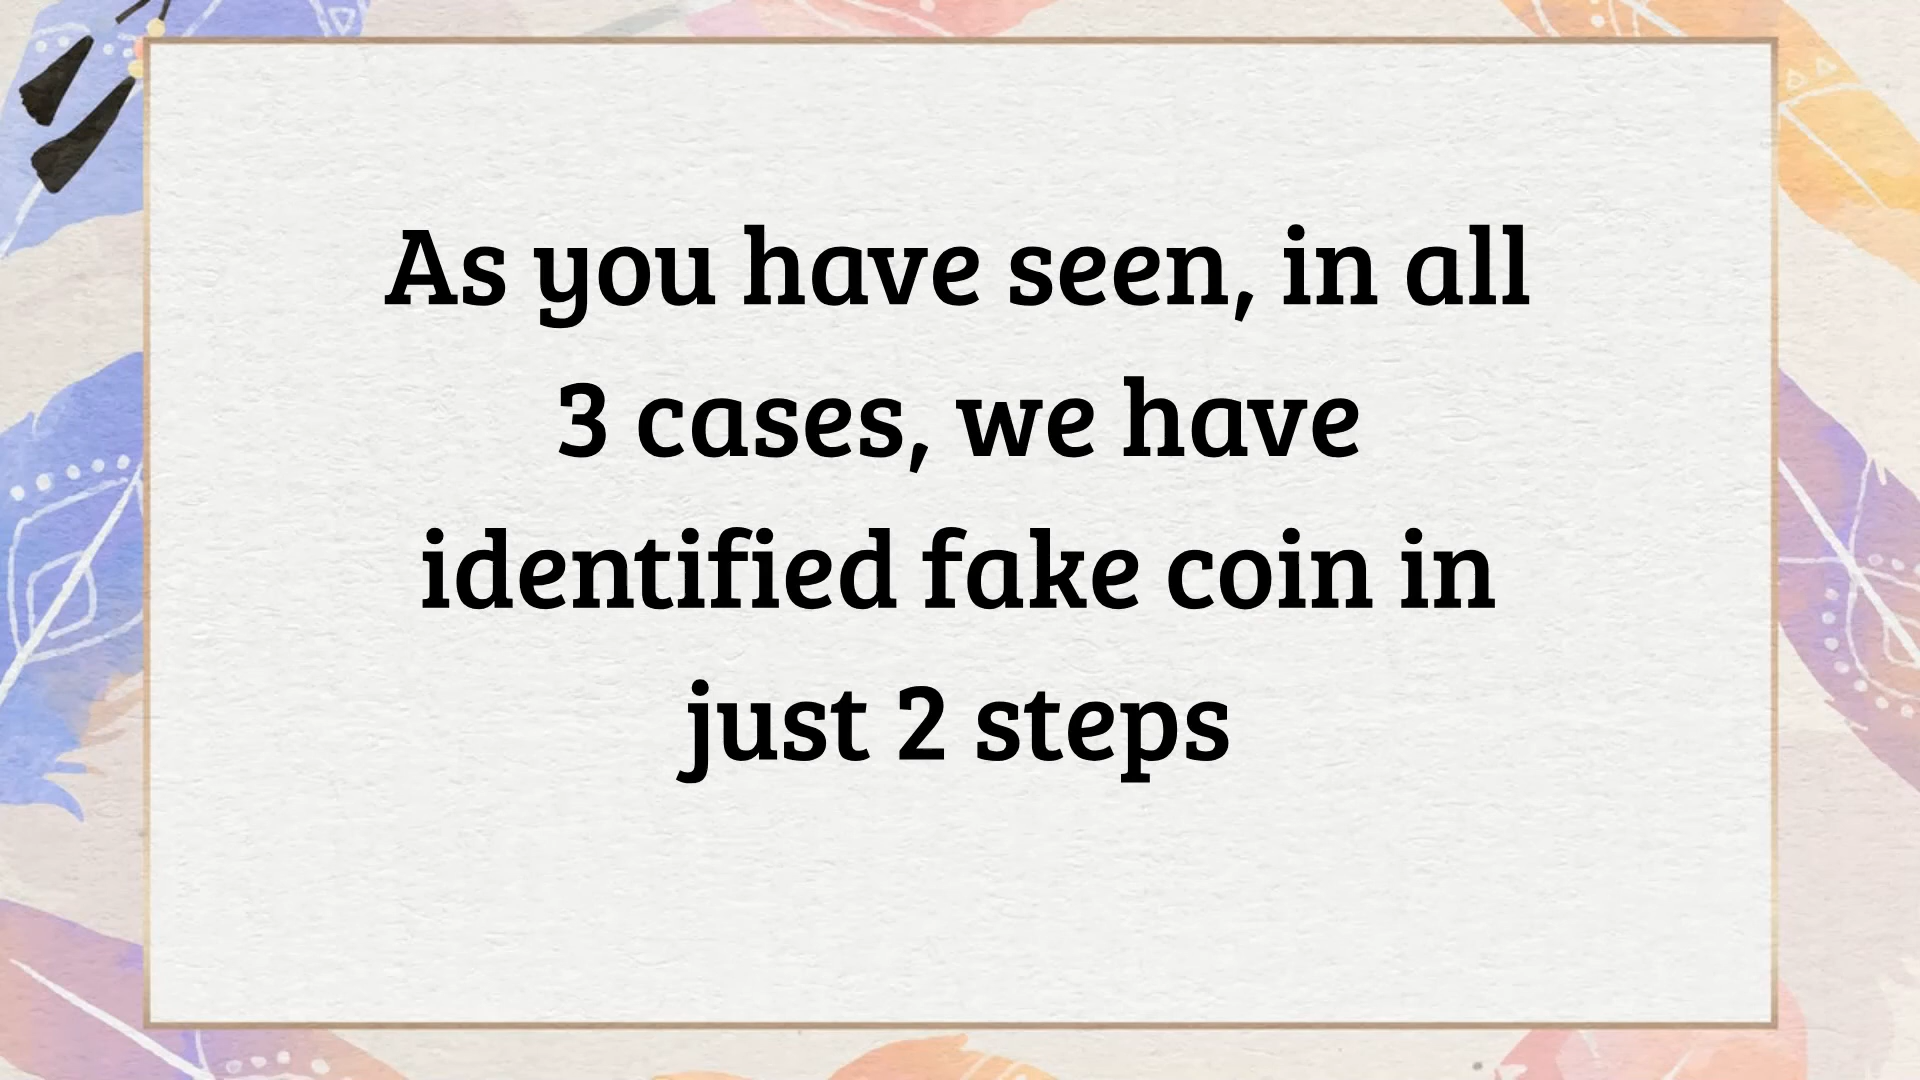 As you have seen, in all
3 cases, we have
identified fake coin in
just 2 steps